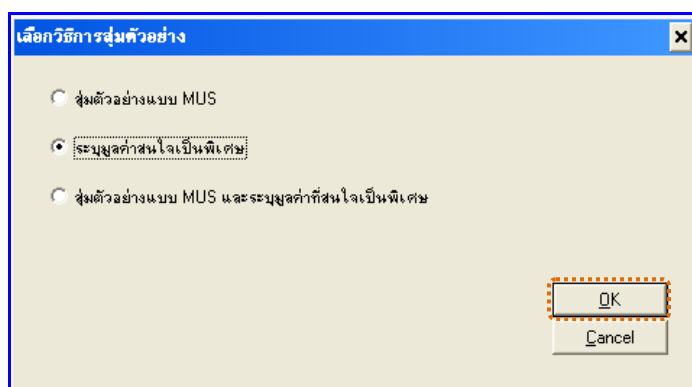 เลือกวิธีการสุ่มตัวอย่าง
สุ่มตัวอย่างแบบ MUS
ระบุมูลค่าสนใจเป็นพิเศษ
สุ่มตัวอย่างแบบ MUS และระบุมูลค่าที่สนใจเป็นพิเศษ
OK
Cancel